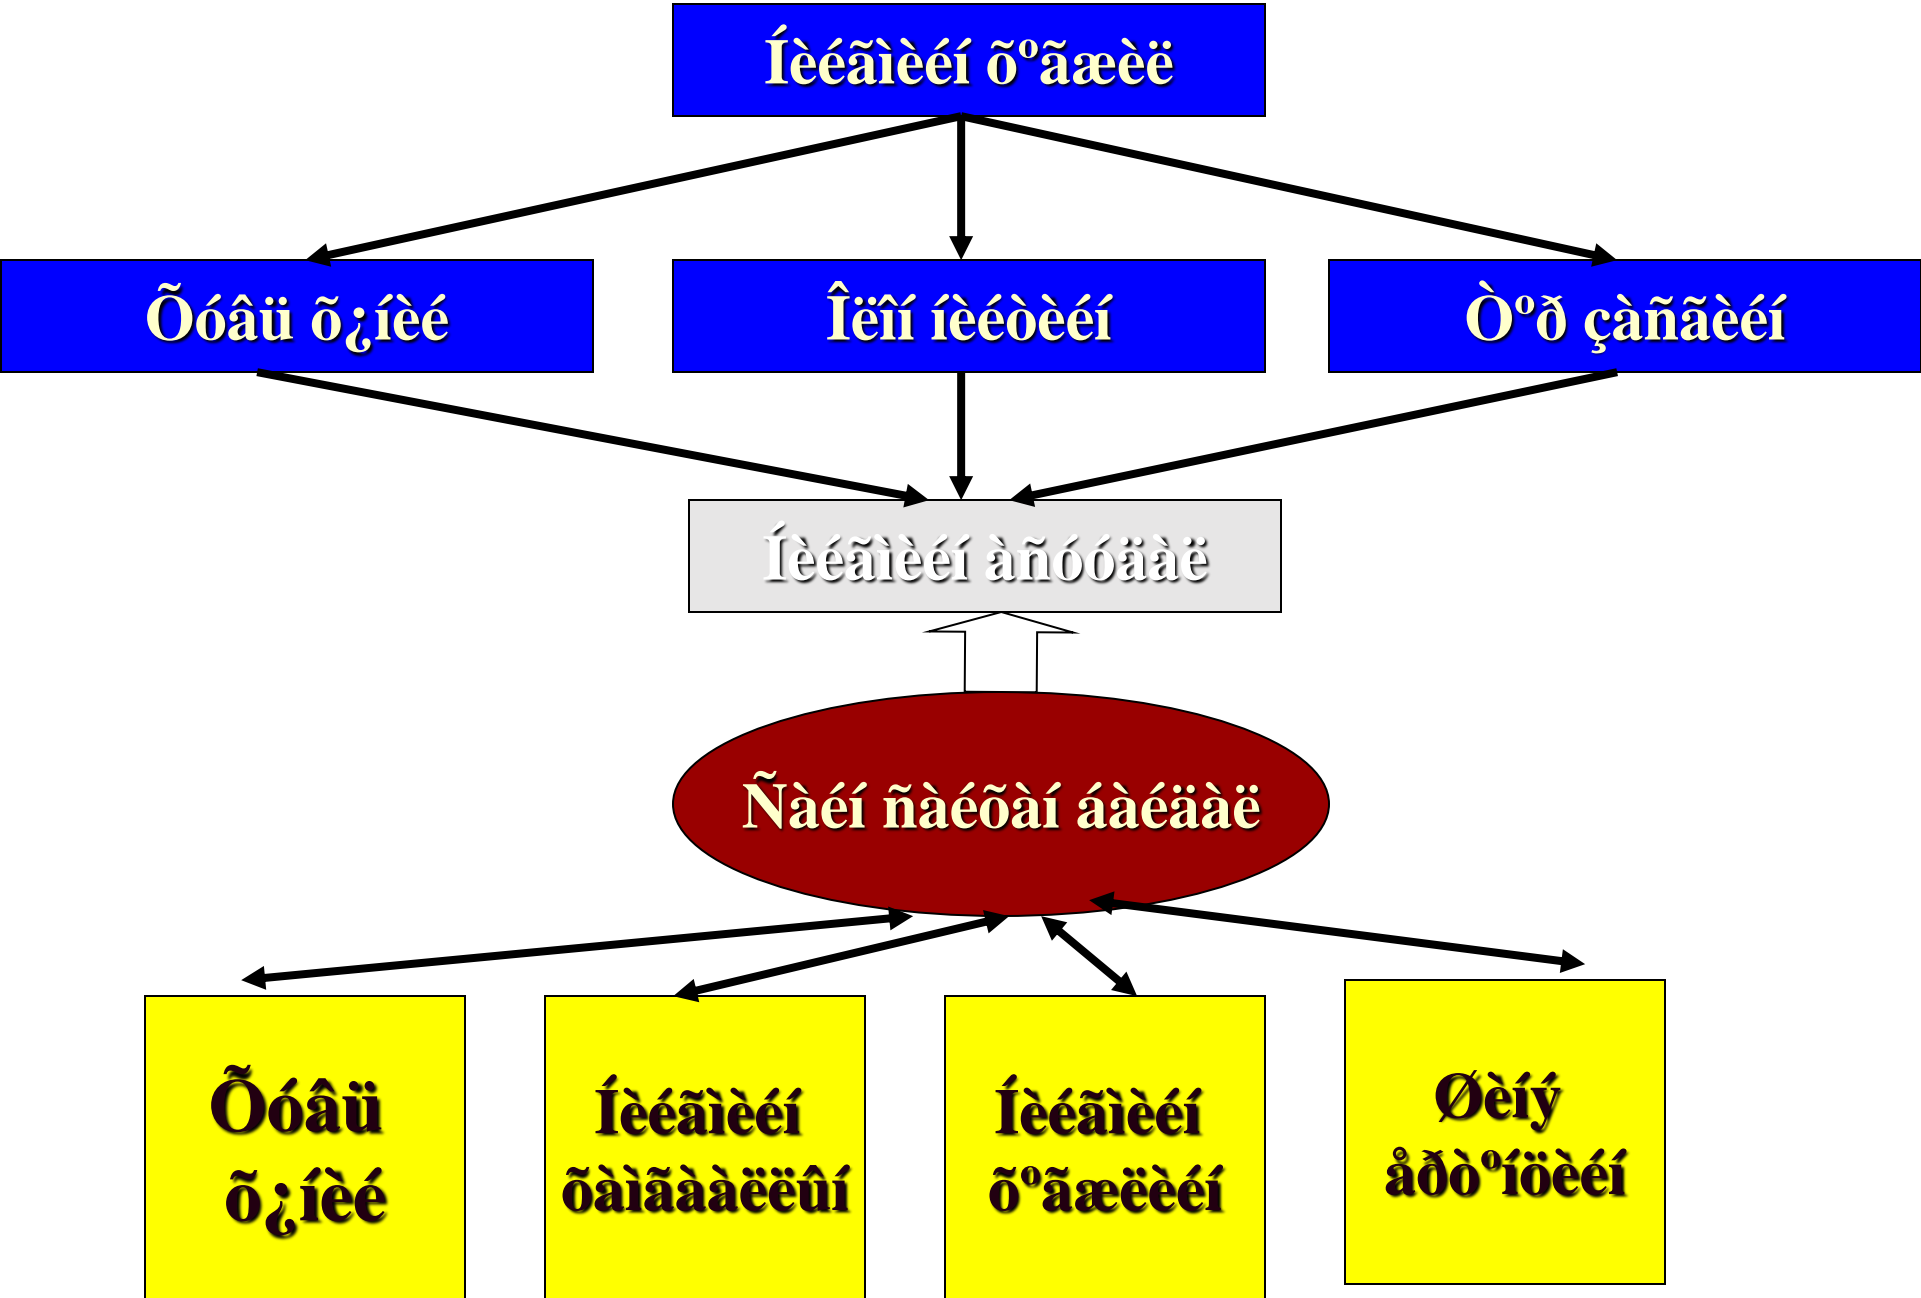 Íèéãìèéí õºãæèë
Õóâü õ¿íèé
Îëîí íèéòèéí
Òºð çàñãèéí
Íèéãìèéí àñóóäàë
Ñàéí ñàéõàí áàéäàë
Õóâü
õ¿íèé
Íèéãìèéí
õàìãààëëûí
Íèéãìèéí
õºãæëèéí
Øèíý
åðòºíöèéí